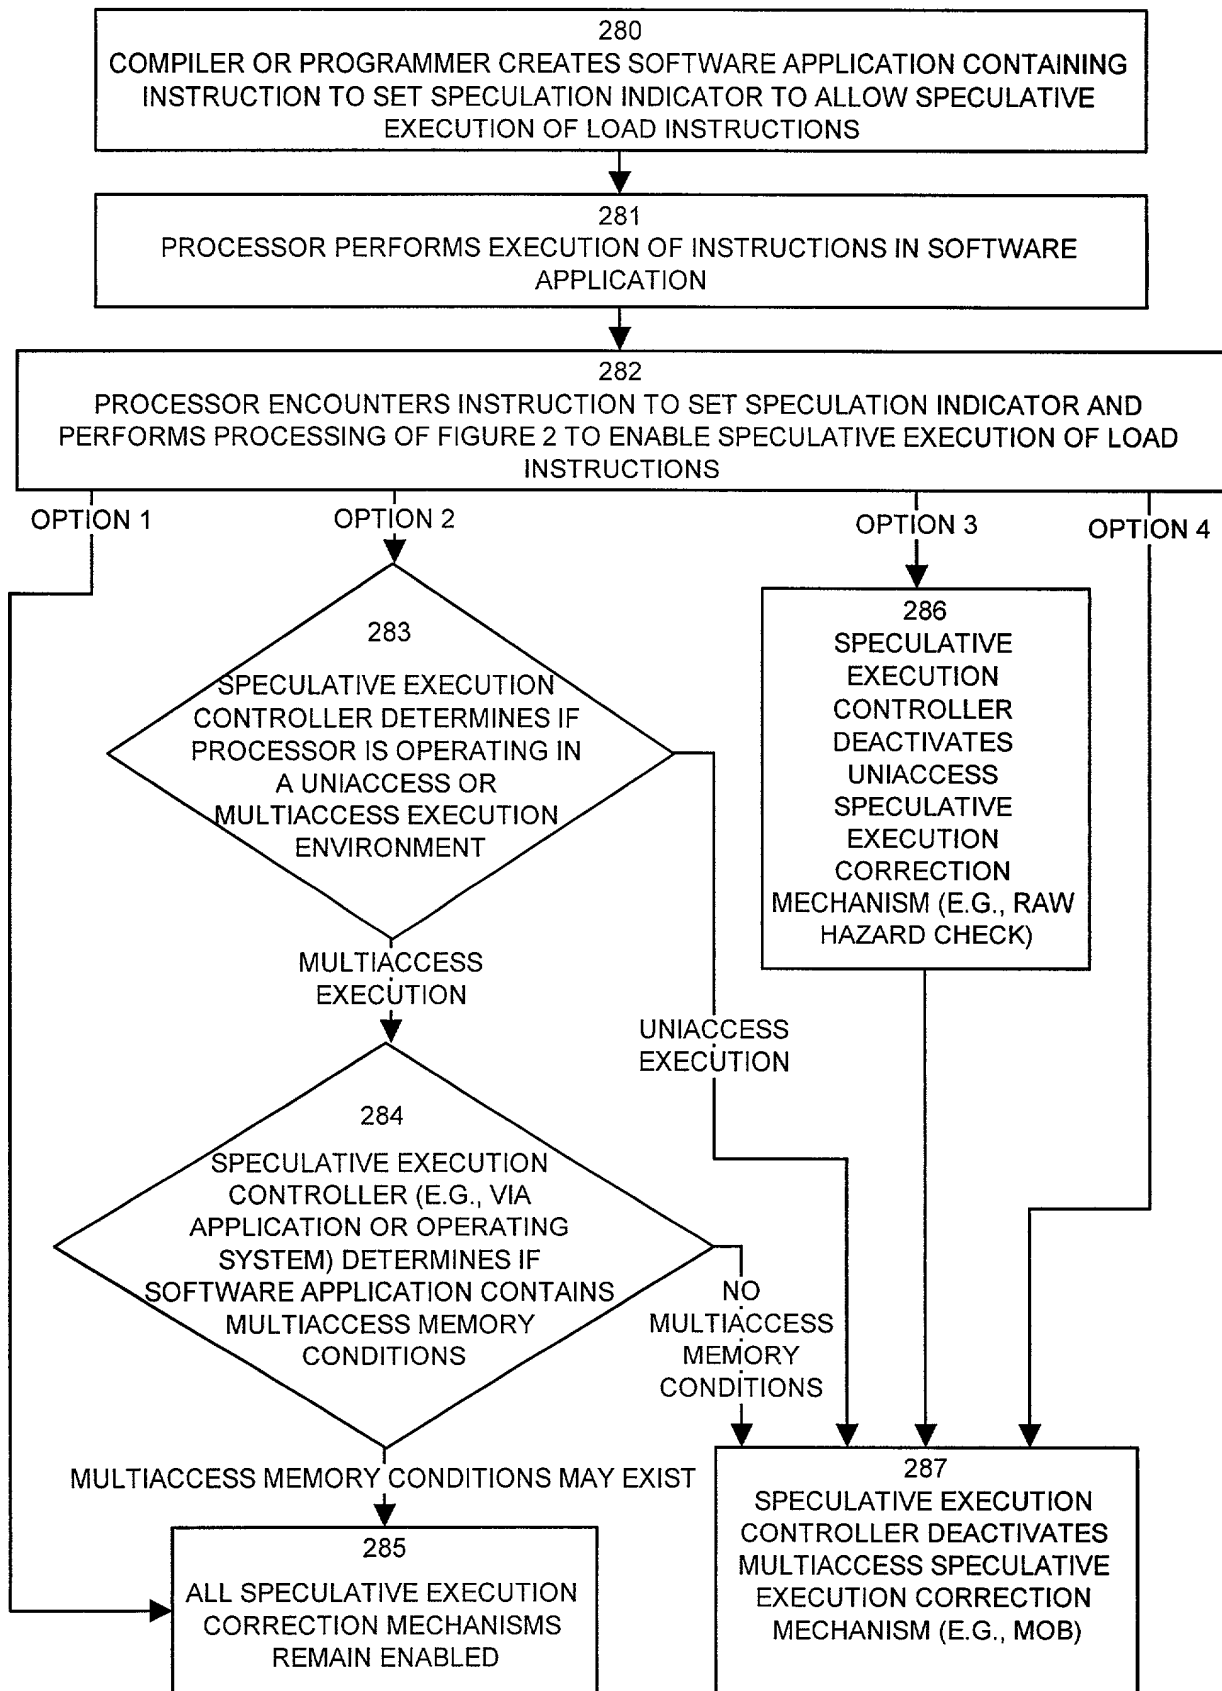 280
COMPILER OR PROGRAMMER CREATES SOFTWARE APPLICATION CONTAINING
INSTRUCTION TO SET SPECULATION INDICATOR TO ALLOW SPECULATIVE
EXECUTION OF LOAD INSTRUCTIONS
281
PROCESSOR PERFORMS EXECUTION OF INSTRUCTIONS IN SOFTWARE
APPLICATION
282
PROCESSOR ENCOUNTERS INSTRUCTION TO SET SPECULATION INDICATOR AND
PERFORMS PROCESSING OF FIGURE 2 TO ENABLE SPECULATIVE EXECUTION OF LOAD
INSTRUCTIONS
OPTION 1
OPTION 2
OPTION 3
OPTION 4
283
SPECULATIVE EXECUTION
CONTROLLER DETERMINES IF
PROCESSOR IS OPERATING IN
A UNIACCESS OR
MULTIACCESS EXECUTION
ENVIRONMENT
286
SPECULATIVE
EXECUTION
CONTROLLER
DEACTIVATES
UNIACCESS
SPECULATIVE
EXECUTION
CORRECTION
MECHANISM (E.G., RAW
HAZARD CHECK)
MULTIACCESS
EXECUTION
UNIACCESS
EXECUTION
284
SPECULATIVE EXECUTION
CONTROLLER (E.G., VIA
APPLICATION OR OPERATING
SYSTEM) DETERMINES IF
SOFTWARE APPLICATION CONTAINS
MULTIACCESS MEMORY
CONDITIONS
NO
MULTIACCESS
MEMORY
CONDITIONS
MULTIACCESS MEMORY CONDITIONS MAY EXIST
285
ALL SPECULATIVE EXECUTION
CORRECTION MECHANISMS
REMAIN ENABLED
287
SPECULATIVE EXECUTION
CONTROLLER DEACTIVATES
MULTIACCESS SPECULATIVE
EXECUTION CORRECTION
MECHANISM (E.G., MOB)